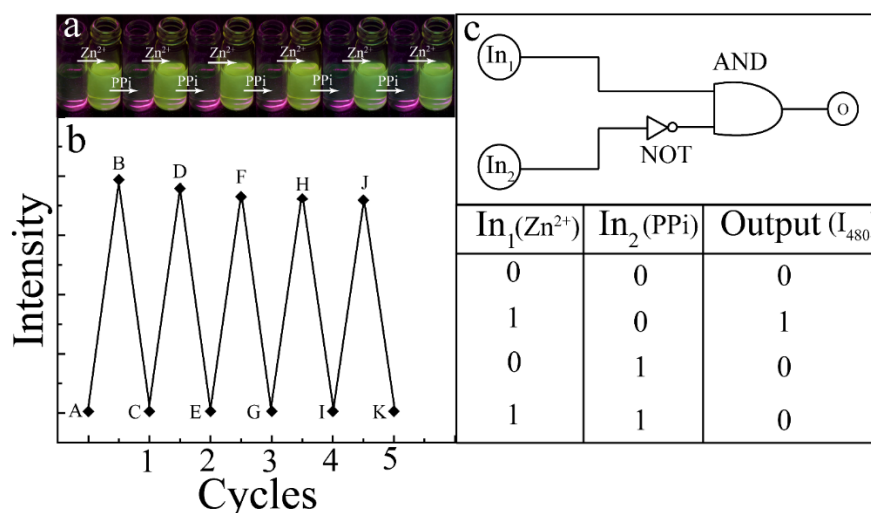 a
Zn²⁺ Zn²⁺ Zn²⁺ Zn²⁺ Zn²⁺ Zn²⁺
PPi PPi PPi PPi PPi
b
B D F H J
A C E G I K
Intensity
1 2 3 4 5
Cycles
c
In₁
AND
O
In₂
NOT
In₁(Zn²⁺) In₂(PPi) Output (I₄₈₀
0 0 0
1 0 1
0 1 0
1 1 0